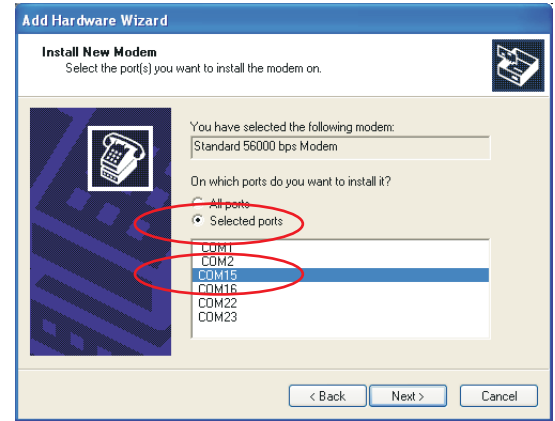 Add Hardware Wizard
Install New Modem
Select the port(s) you want to install the modem on.
You have selected the following modem:
Standard 56000 bps Modem
On which ports do you want to install it?
All ports
Selected ports
COM1
COM2
COM15
COM16
COM22
COM23
< Back Next > Cancel